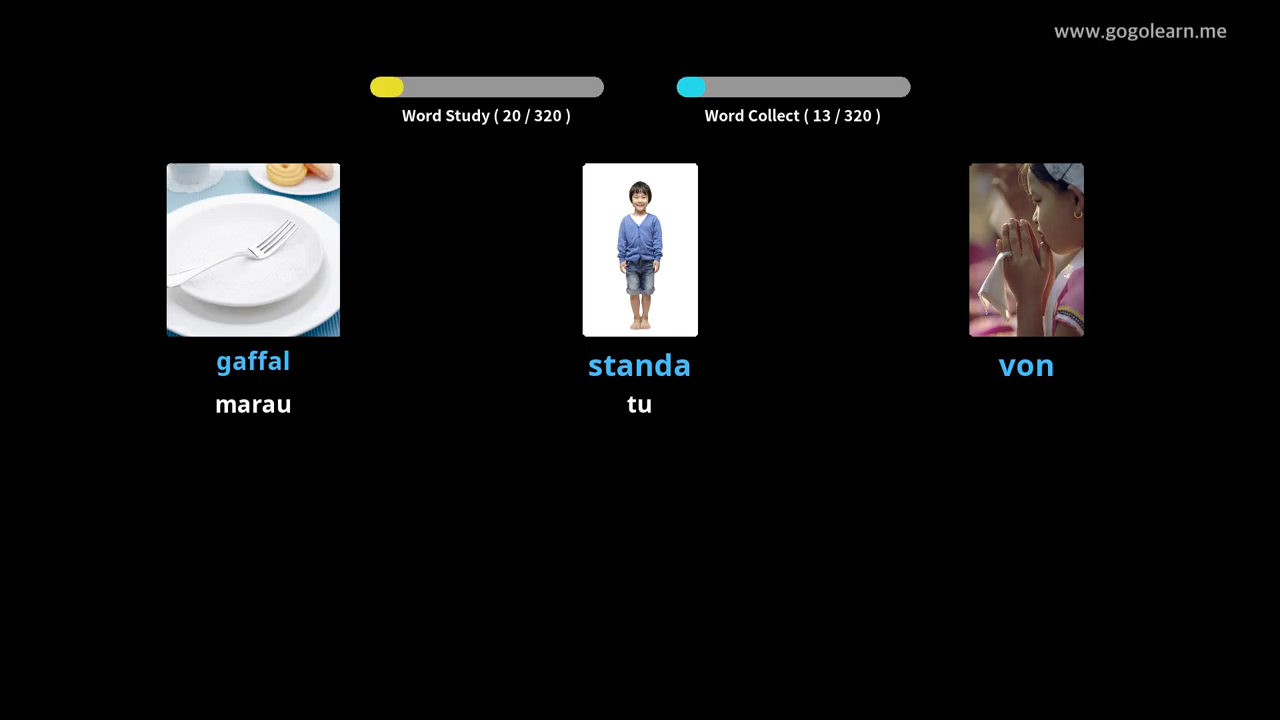 www.gogolearn.me
Word Study ( 20 / 320 )
Word Collect ( 13 / 320 )
gaffal
marau
standa
tu
von